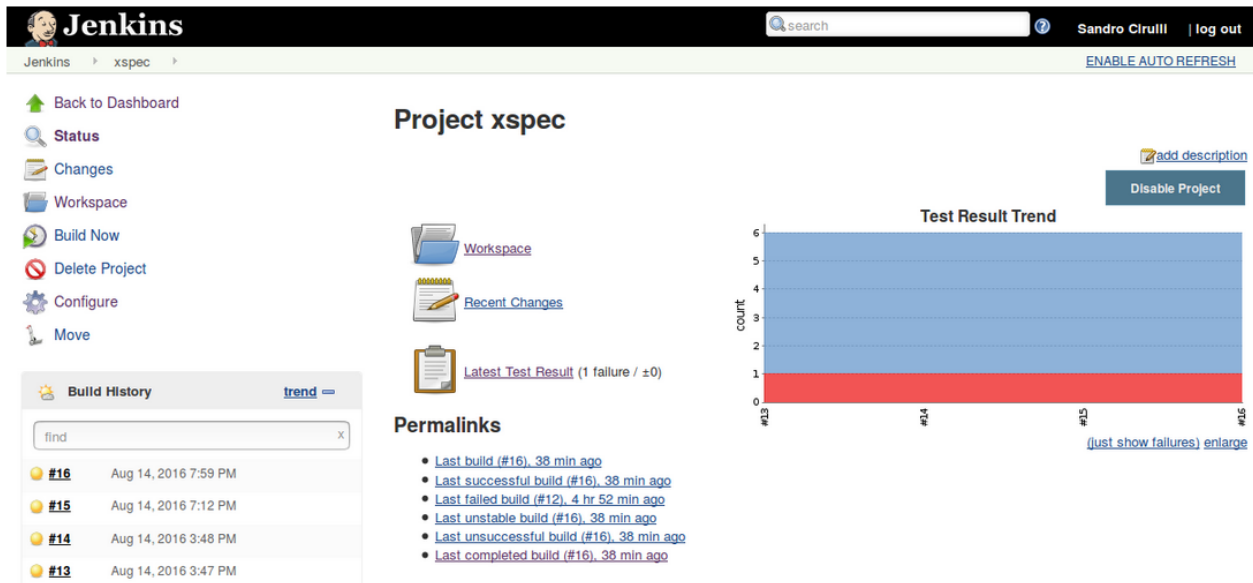 Jenkins
search
Sandro Cirulli | log out
Jenkins xspec
ENABLE AUTO REFRESH
Back to Dashboard
Status
Changes
Workspace
Build Now
Delete Project
Configure
Move
Build History trend
find x
#16 Aug 14, 2016 7:59 PM
#15 Aug 14, 2016 7:12 PM
#14 Aug 14, 2016 3:48 PM
#13 Aug 14, 2016 3:47 PM
Project xspec
add description
Disable Project
Workspace
Recent Changes
Latest Test Result (1 failure / ±0)
Test Result Trend
count
6
5
4
3
2
1
0
#13 #14 #15 #16
(just show failures) enlarge
Permalinks
Last build (#16), 38 min ago
Last successful build (#16), 38 min ago
Last failed build (#12), 4 hr 52 min ago
Last unstable build (#16), 38 min ago
Last unsuccessful build (#16), 38 min ago
Last completed build (#16), 38 min ago